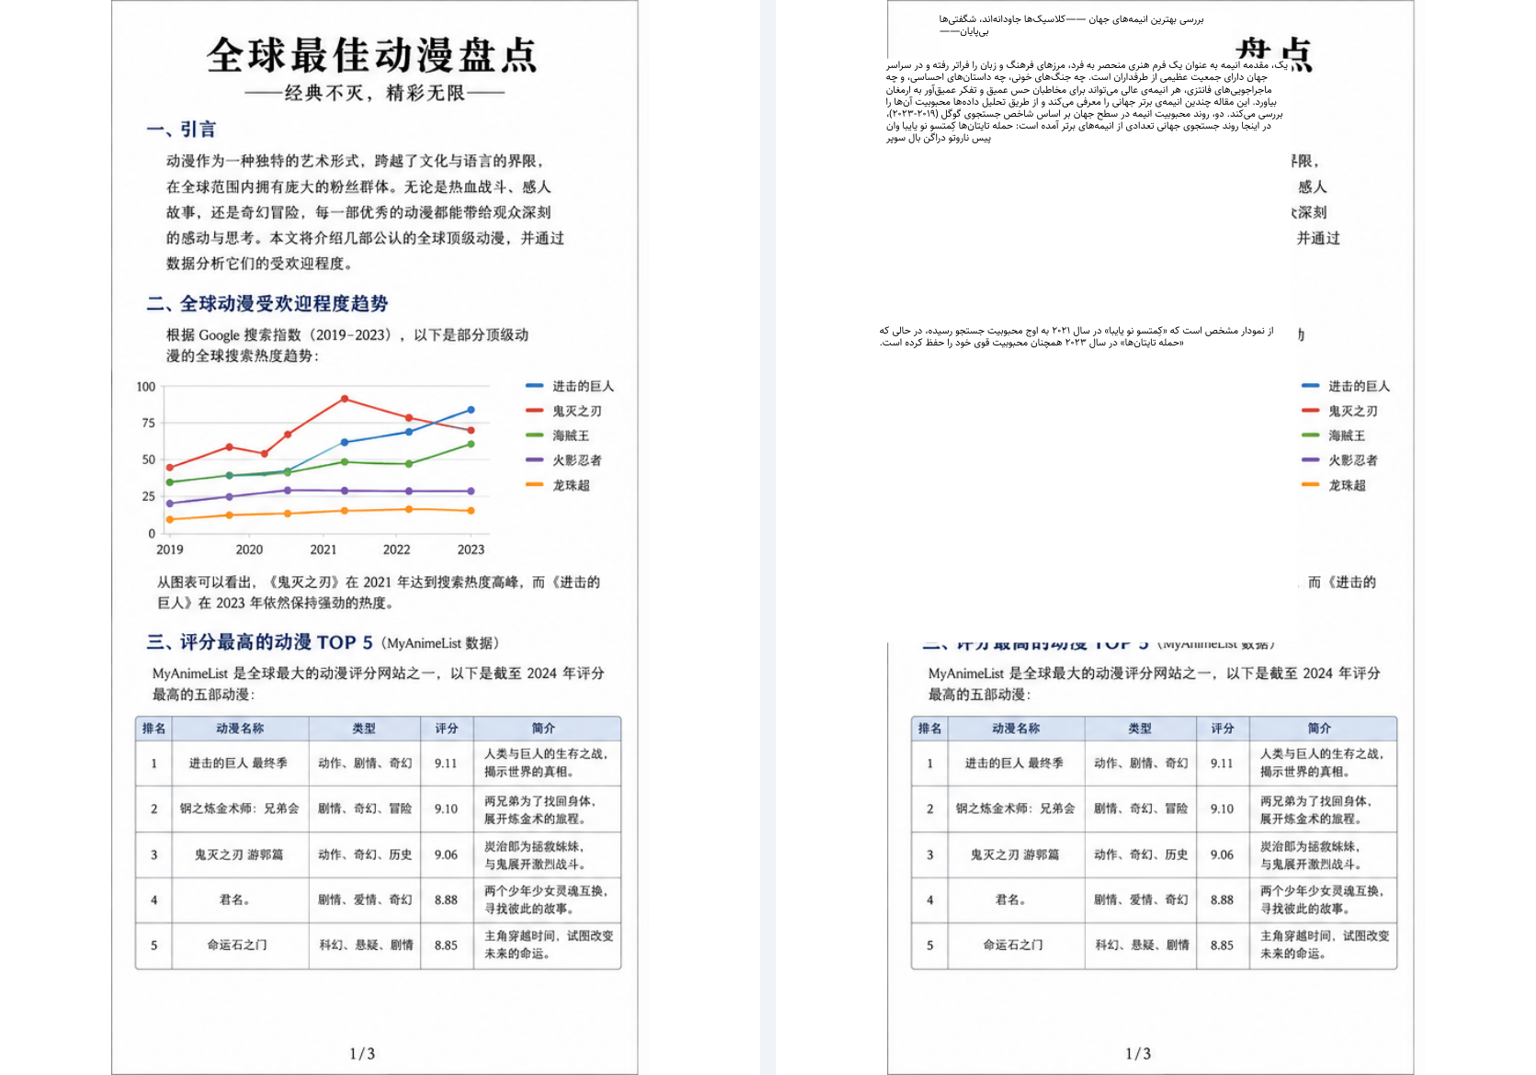 全球最佳动漫盘点
——经典不灭，精彩无限——
一、引言
动漫作为一种独特的艺术形式，跨越了文化与语言的界限，
在全球范围内拥有庞大的粉丝群体。无论是热血战斗、感人
故事，还是奇幻冒险，每一部优秀的动漫都能带给观众深刻
的感动与思考。本文将介绍几部公认的全球顶级动漫，并通过
数据分析它们的受欢迎程度。
二、全球动漫受欢迎程度趋势
根据 Google 搜索指数（2019-2023），以下是部分顶级动
漫的全球搜索热度趋势：
100
75
50
25
0
2019 2020 2021 2022 2023
进击的巨人
鬼灭之刃
海贼王
火影忍者
龙珠超
从图表可以看出，《鬼灭之刃》在 2021 年达到搜索热度高峰，而《进击的
巨人》在 2023 年依然保持强劲的热度。
三、评分最高的动漫 TOP 5（MyAnimeList 数据）
MyAnimeList 是全球最大的动漫评分网站之一，以下是截至 2024 年评分
最高的五部动漫：
排名 动漫名称 类型 评分 简介
1 进击的巨人 最终季 动作、剧情、奇幻 9.11 人类与巨人的生存之战，
揭示世界的真相。
2 钢之炼金术师：兄弟会 剧情、奇幻、冒险 9.10 两兄弟为了找回身体，
展开炼金术的旅程。
3 鬼灭之刃 游郭篇 动作、奇幻、历史 9.06 炭治郎为拯救妹妹，
与鬼展开激烈战斗。
4 君名。 剧情、爱情、奇幻 8.88 两个少年少女灵魂互换，
寻找彼此的故事。
5 命运石之门 科幻、悬疑、剧情 8.85 主角穿越时间，试图改变
未来的命运。
1/3
بررسی بهترین انیمه‌های جهان ——کلاسیک‌ها جاودانه‌اند، شگفتی‌ها
بی‌پایان——
盘点
یک، مقدمه انیمه به عنوان یک فرم هنری منحصر به فرد، مرزهای فرهنگ و زبان را فراتر رفته و در سراسر
جهان دارای جمعیت عظیمی از طرفداران است. چه جنگ‌های خونی، چه داستان‌های احساسی، و چه
ماجراجویی‌های فانتزی، هر انیمه‌ی عالی می‌تواند برای مخاطبان حس عمیق و تفکر عمیق‌آور به ارمغان
بیاورد. این مقاله چندین انیمه‌ی برتر جهانی را معرفی می‌کند و از طریق تحلیل داده‌ها محبوبیت آن‌ها را
بررسی می‌کند. دو، روند محبوبیت انیمه در سطح جهان بر اساس شاخص جستجوی گوگل (۲۰۱۹-۲۰۲۳)،
در اینجا روند جستجوی جهانی تعدادی از انیمه‌های برتر آمده است: حمله تایتان‌ها کِمتسو نو یایبا وان
پیس ناروتو دراگن بال سوپر
界限，
感人
深刻
并通过
از نمودار مشخص است که «کِمتسو نو یایبا» در سال ۲۰۲۱ به اوج محبوبیت جستجو رسیده، در حالی که
«حمله تایتان‌ها» در سال ۲۰۲۳ همچنان محبوبیت قوی خود را حفظ کرده است.
进击的巨人
鬼灭之刃
海贼王
火影忍者
龙珠超
而《进击的
三、评分最高的动漫 TOP 5（MyAnimeList 数据）
MyAnimeList 是全球最大的动漫评分网站之一，以下是截至 2024 年评分
最高的五部动漫：
排名 动漫名称 类型 评分 简介
1 进击的巨人 最终季 动作、剧情、奇幻 9.11 人类与巨人的生存之战，
揭示世界的真相。
2 钢之炼金术师：兄弟会 剧情、奇幻、冒险 9.10 两兄弟为了找回身体，
展开炼金术的旅程。
3 鬼灭之刃 游郭篇 动作、奇幻、历史 9.06 炭治郎为拯救妹妹，
与鬼展开激烈战斗。
4 君名。 剧情、爱情、奇幻 8.88 两个少年少女灵魂互换，
寻找彼此的故事。
5 命运石之门 科幻、悬疑、剧情 8.85 主角穿越时间，试图改变
未来的命运。
1/3